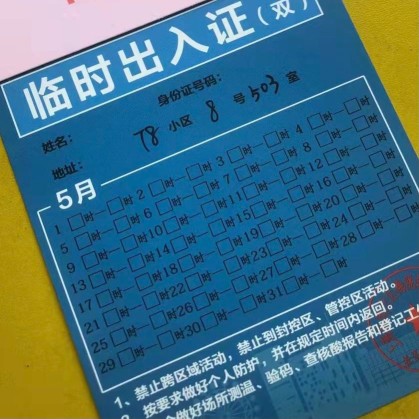 临时出入证(双)
姓名: 身份证号码:
地址: T8 小区 8 号 503 室
5月
1 □时—□时 2 □时—□时 3 □时—□时 4 □时—□时
5 □时—□时 6 □时—□时 7 □时—□时 8 □时—□时
9 □时—□时 10 □时—□时 11 □时—□时 12 □时—□时
13 □时—□时 14 □时—□时 15 □时—□时 16 □时—□时
17 □时—□时 18 □时—□时 19 □时—□时 20 □时—□时
21 □时—□时 22 □时—□时 23 □时—□时 24 □时—□时
25 □时—□时 26 □时—□时 27 □时—□时 28 □时—□时
29 □时—□时 30 □时—□时 31 □时—□时
1、禁止跨区域活动,禁止到封控区、管控区活动。
2、按要求做好个人防护,并在规定时间内返回。
做好场所测温、验码、查核酸报告和登记工